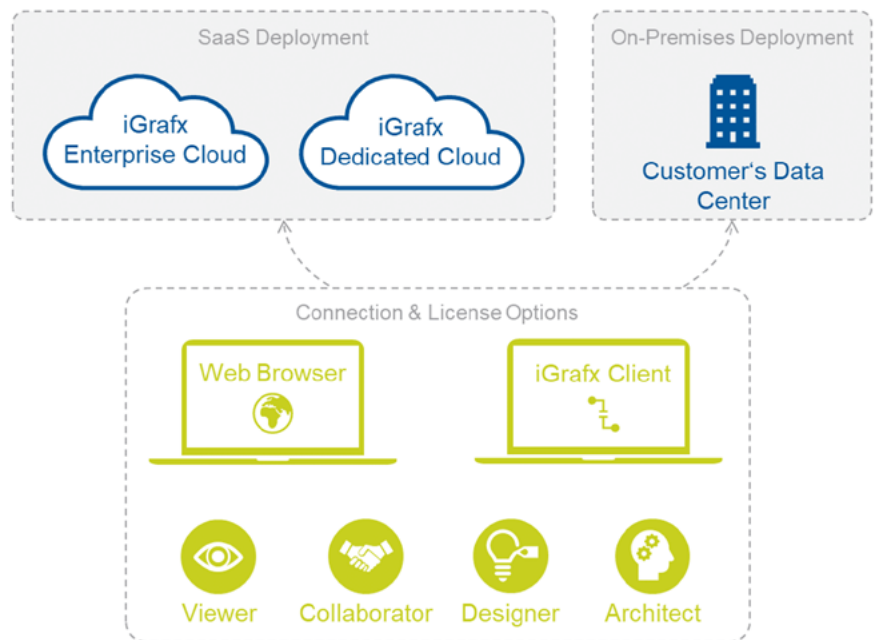 SaaS Deployment
iGrafx
Enterprise Cloud
iGrafx
Dedicated Cloud
On-Premises Deployment
Customer‘s Data
Center
Connection & License Options
Web Browser
iGrafx Client
Viewer
Collaborator
Designer
Architect